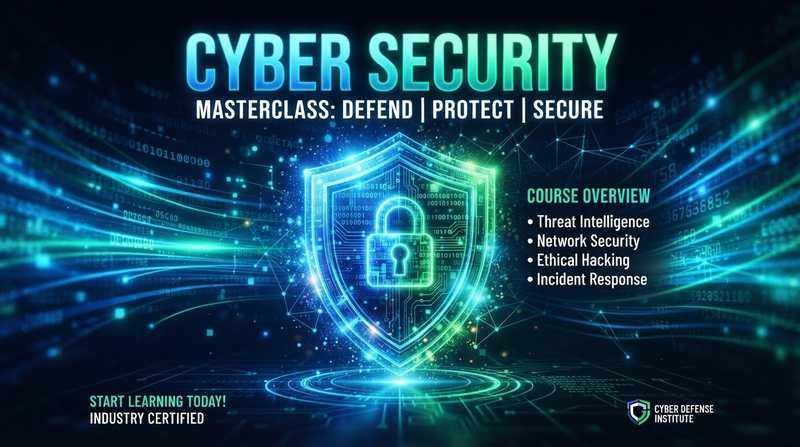 CYBER SECURITY
MASTERCLASS: DEFEND | PROTECT | SECURE
COURSE OVERVIEW
• Threat Intelligence
• Network Security
• Ethical Hacking
• Incident Response
START LEARNING TODAY!
INDUSTRY CERTIFIED
CYBER DEFENSE
INSTITUTE